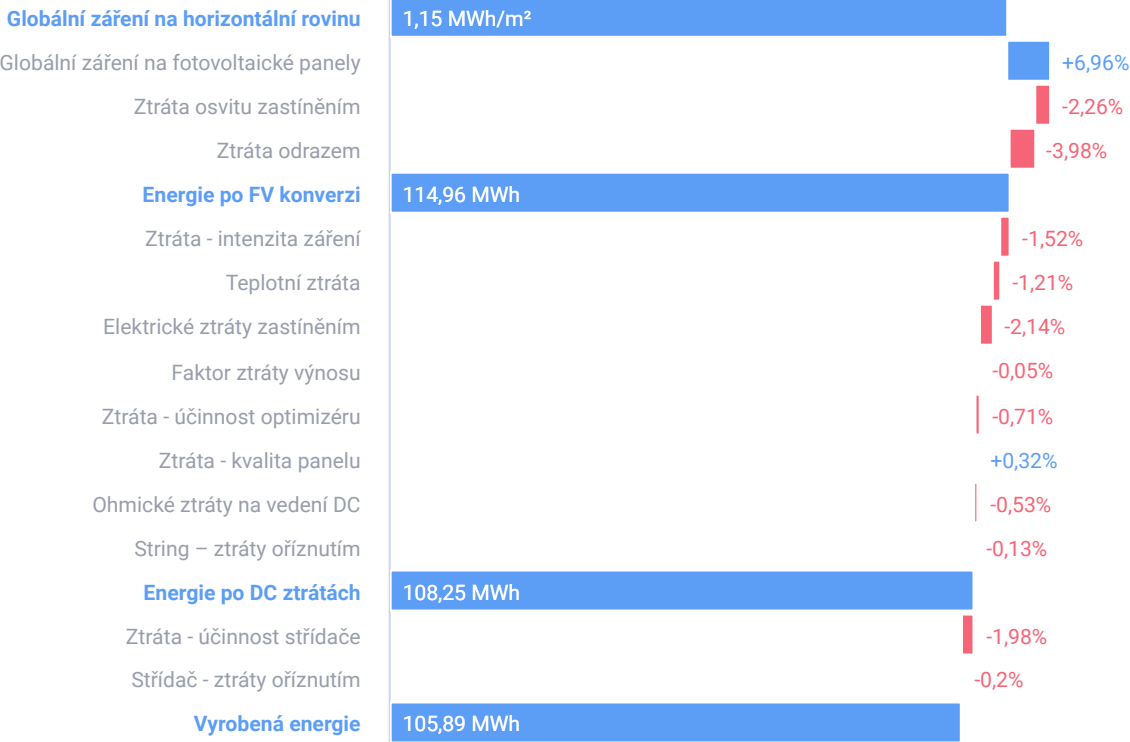 Globální záření na horizontální rovinu 1,15 MWh/m²
Globální záření na fotovoltaické panely +6,96%
Ztráta osvitu zastíněním -2,26%
Ztráta odrazem -3,98%
Energie po FV konverzi 114,96 MWh
Ztráta - intenzita záření -1,52%
Teplotní ztráta -1,21%
Elektrické ztráty zastíněním -2,14%
Faktor ztráty výnosu -0,05%
Ztráta - účinnost optimizéru -0,71%
Ztráta - kvalita panelu +0,32%
Ohmické ztráty na vedení DC -0,53%
String – ztráty oříznutím -0,13%
Energie po DC ztrátách 108,25 MWh
Ztráta - účinnost střídače -1,98%
Střídač - ztráty oříznutím -0,2%
Vyrobená energie 105,89 MWh